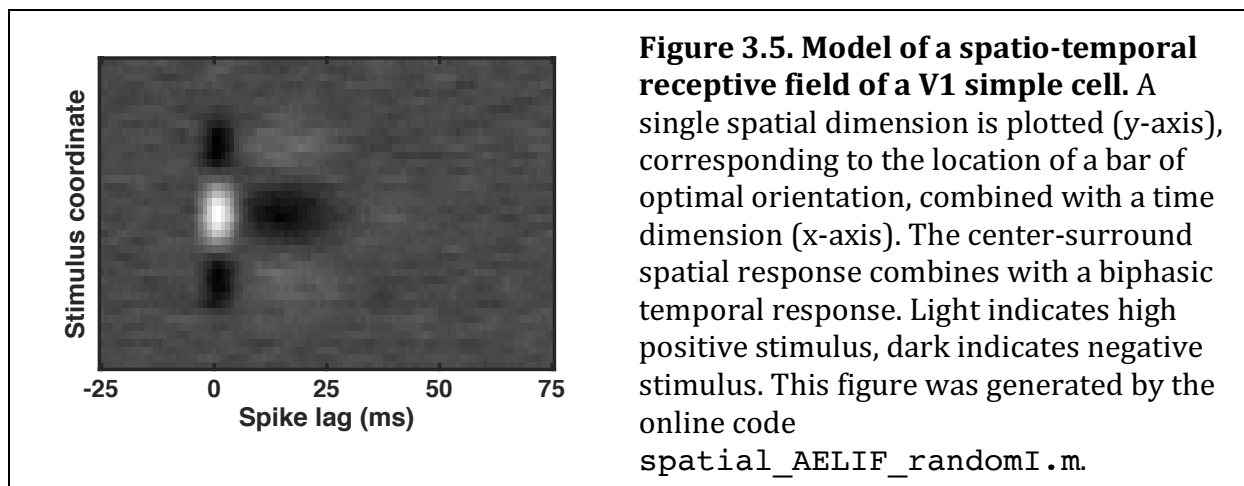 Stimulus coordinate
-25 0 25 50 75
Spike lag (ms)
Figure 3.5. Model of a spatio-temporal
receptive field of a V1 simple cell. A
single spatial dimension is plotted (y-axis),
corresponding to the location of a bar of
optimal orientation, combined with a time
dimension (x-axis). The center-surround
spatial response combines with a biphasic
temporal response. Light indicates high
positive stimulus, dark indicates negative
stimulus. This figure was generated by the
online code
spatial_AELIF_randomI.m.